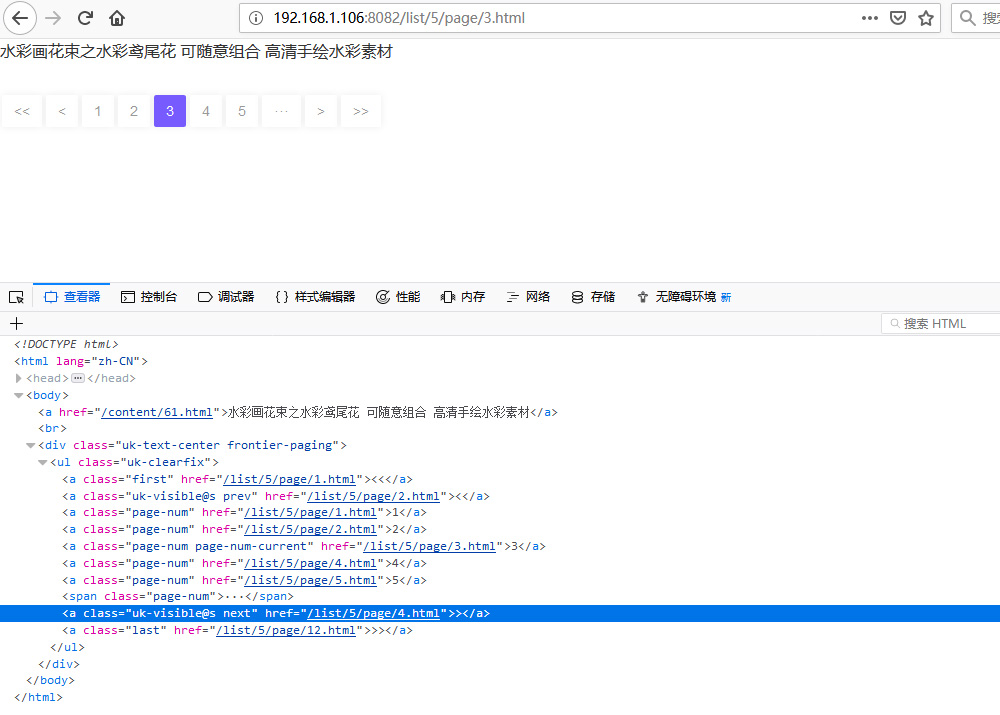 192.168.1.106:8082/list/5/page/3.html
搜索
水彩画花束之水彩鸢尾花 可随意组合 高清手绘水彩素材
<< < 1 2 3 4 5 ··· > >>
查看器 控制台 调试器 {} 样式编辑器 性能 内存 网络 存储 无障碍环境 新
+ 搜索 HTML
<!DOCTYPE html>
<html lang="zh-CN">
<head>···</head>
<body>
<a href="/content/61.html">水彩画花束之水彩鸢尾花 可随意组合 高清手绘水彩素材</a>
<br>
<div class="uk-text-center frontier-paging">
<ul class="uk-clearfix">
<a class="first" href="/list/5/page/1.html"><<</a>
<a class="uk-visible@s prev" href="/list/5/page/2.html"><</a>
<a class="page-num" href="/list/5/page/1.html">1</a>
<a class="page-num" href="/list/5/page/2.html">2</a>
<a class="page-num page-num-current" href="/list/5/page/3.html">3</a>
<a class="page-num" href="/list/5/page/4.html">4</a>
<a class="page-num" href="/list/5/page/5.html">5</a>
<span class="page-num">···</span>
<a class="uk-visible@s next" href="/list/5/page/4.html">></a>
<a class="last" href="/list/5/page/12.html">>></a>
</ul>
</div>
</body>
</html>